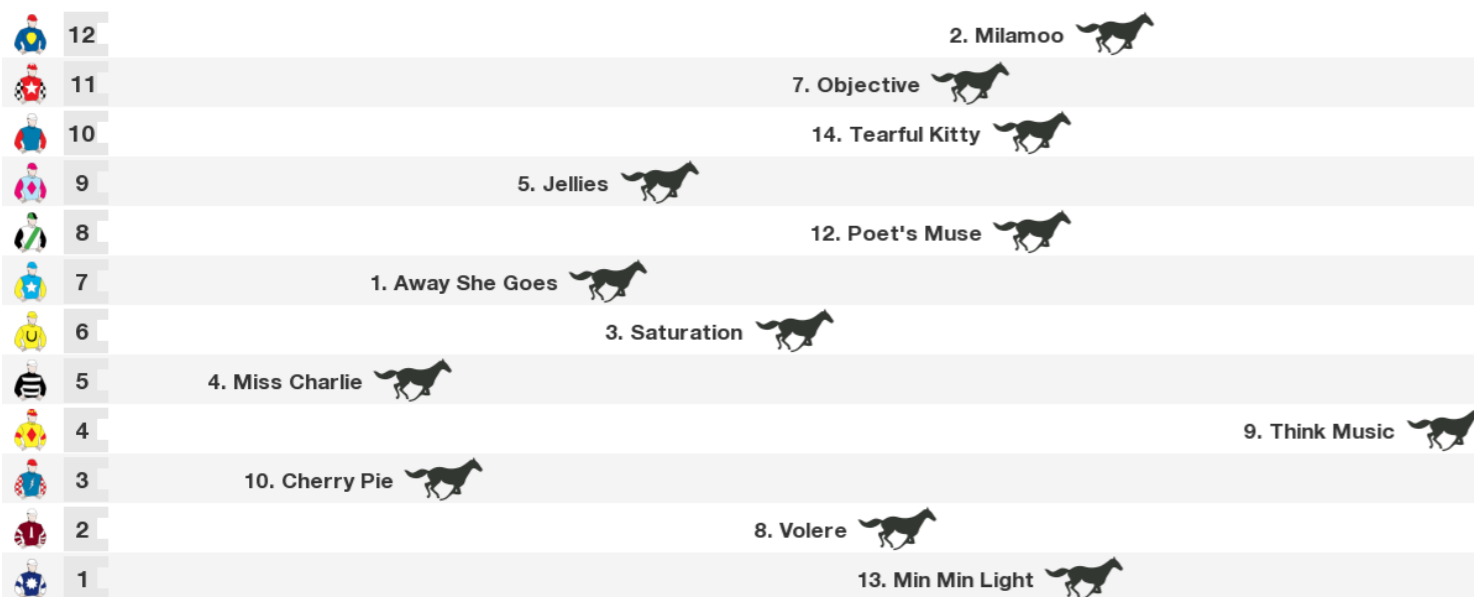 12 2. Milamoo
11 7. Objective
10 14. Tearful Kitty
9 5. Jellies
8 12. Poet's Muse
7 1. Away She Goes
6 3. Saturation
5 4. Miss Charlie
4 9. Think Music
3 10. Cherry Pie
2 8. Volere
1 13. Min Min Light